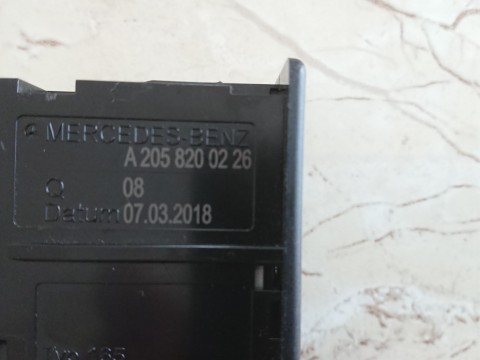 MERCEDES-BENZ
A 205 820 02 26
Q 08
Datum 07.03.2018